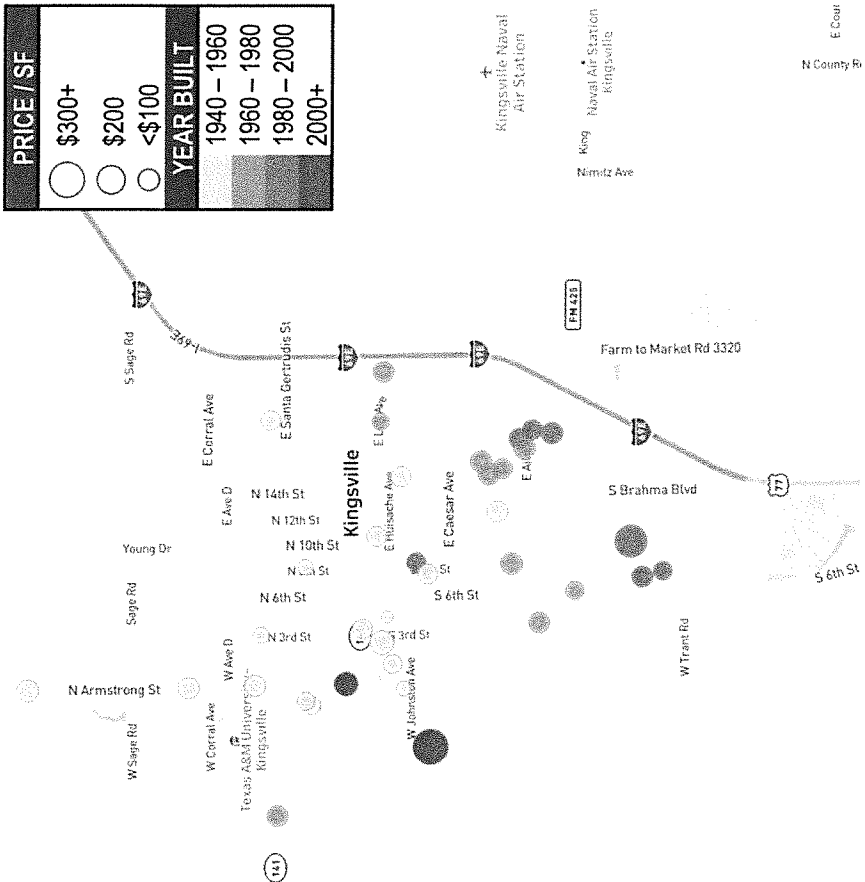 PRICE / SF
$300+
$200
<$100
YEAR BUILT
1940 – 1960
1960 – 1980
1980 – 2000
2000+
Kingsville Naval
Air Station
Naval Air Station
Kingsville
King
Nimitz Ave
N County
S Sage Rd
I-69E
E Santa Gertrudis St
FM 425
Farm to Market Rd 3320
E Corral Ave
E Ave D
N 14th St
N 12th St
Kingsville
E Huisache Ave
E Caesar Ave
S Brahma Blvd
77
Young Dr
N 10th St
St
Sage Rd
N 6th St
S 6th St
S 6th St
N 3rd St
3rd St
W Ave D
W Trant Rd
N Armstrong St
W Sage Rd
W Corral Ave
Texas A&M University-
Kingsville
W Johnston Ave
141